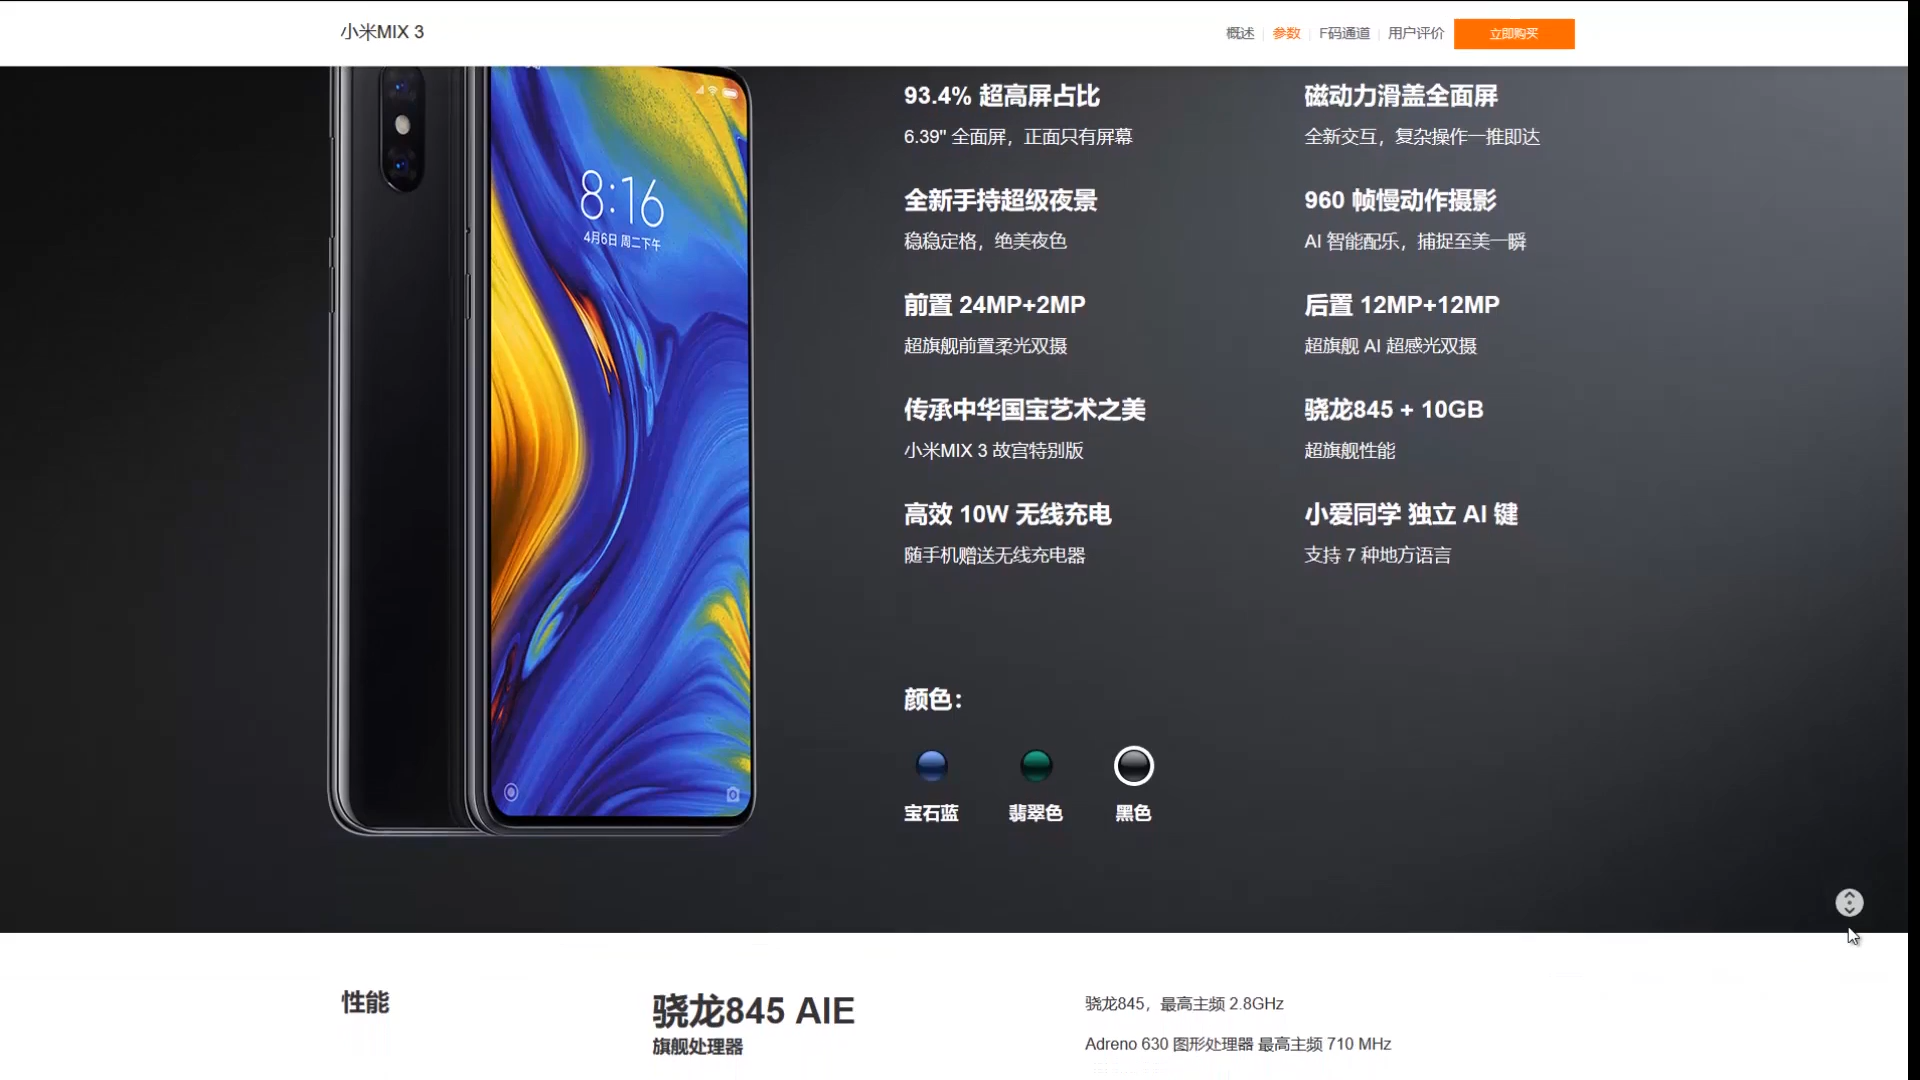 小米MIX 3
概述
参数
F码通道
用户评价
立即购买
8:16
4月6日 周二下午
93.4% 超高屏占比
6.39" 全面屏，正面只有屏幕
磁动力滑盖全面屏
全新交互，复杂操作一推即达
全新手持超级夜景
稳稳定格，绝美夜色
960 帧慢动作摄影
AI 智能配乐，捕捉至美一瞬
前置 24MP+2MP
超旗舰前置柔光双摄
后置 12MP+12MP
超旗舰 AI 超感光双摄
传承中华国宝艺术之美
小米MIX 3 故宫特别版
骁龙845 + 10GB
超旗舰性能
高效 10W 无线充电
随手机赠送无线充电器
小爱同学 独立 AI 键
支持 7 种地方语言
颜色：
宝石蓝
翡翠色
黑色
性能
骁龙845 AIE
旗舰处理器
骁龙845，最高主频 2.8GHz
Adreno 630 图形处理器 最高主频 710 MHz